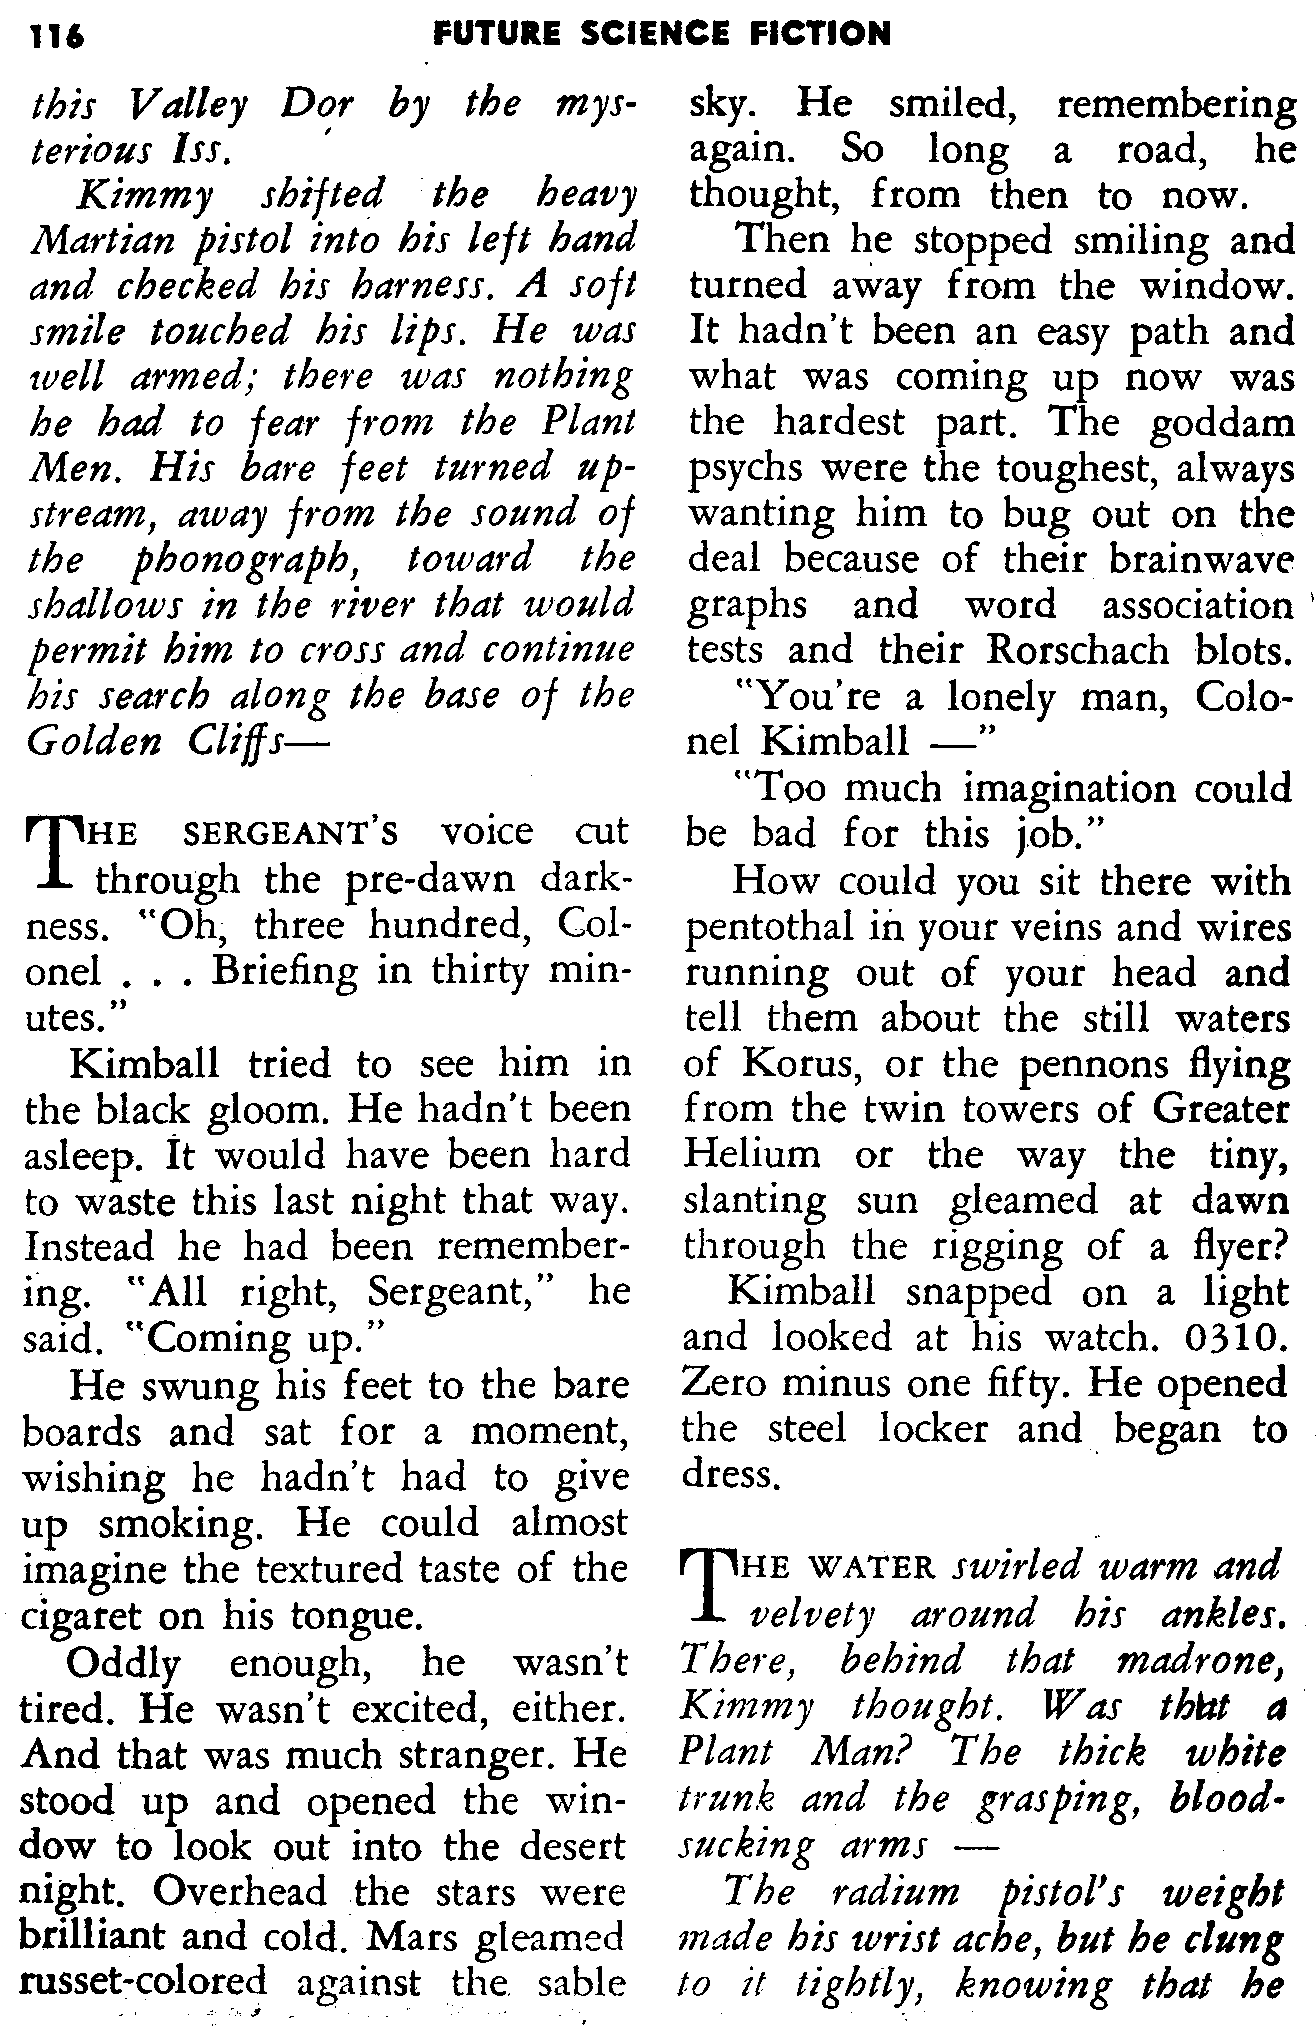 116 FUTURE SCIENCE FICTION
this Valley Dor by the mys-
terious Iss.
Kimmy shifted the heavy
Martian pistol into his left hand
and checked his harness. A soft
smile touched his lips. He was
well armed; there was nothing
he had to fear from the Plant
Men. His bare feet turned up-
stream, away from the sound of
the phonograph, toward the
shallows in the river that would
permit him to cross and continue
his search along the base of the
Golden Cliffs—
THE SERGEANT'S voice cut
through the pre-dawn dark-
ness. "Oh, three hundred, Col-
onel . . . Briefing in thirty min-
utes."
Kimball tried to see him in
the black gloom. He hadn't been
asleep. It would have been hard
to waste this last night that way.
Instead he had been remember-
ing. "All right, Sergeant," he
said. "Coming up."
He swung his feet to the bare
boards and sat for a moment,
wishing he hadn't had to give
up smoking. He could almost
imagine the textured taste of the
cigaret on his tongue.
Oddly enough, he wasn't
tired. He wasn't excited, either.
And that was much stranger. He
stood up and opened the win-
dow to look out into the desert
night. Overhead the stars were
brilliant and cold. Mars gleamed
russet-colored against the sable
sky. He smiled, remembering
again. So long a road, he
thought, from then to now.
Then he stopped smiling and
turned away from the window.
It hadn't been an easy path and
what was coming up now was
the hardest part. The goddam
psychs were the toughest, always
wanting him to bug out on the
deal because of their brainwave
graphs and word association
tests and their Rorschach blots.
"You're a lonely man, Colo-
nel Kimball —"
"Too much imagination could
be bad for this job."
How could you sit there with
pentothal in your veins and wires
running out of your head and
tell them about the still waters
of Korus, or the pennons flying
from the twin towers of Greater
Helium or the way the tiny,
slanting sun gleamed at dawn
through the rigging of a flyer?
Kimball snapped on a light
and looked at his watch. 0310.
Zero minus one fifty. He opened
the steel locker and began to
dress.
THE WATER swirled warm and
velvety around his ankles.
There, behind that madrone,
Kimmy thought. Was that a
Plant Man? The thick white
trunk and the grasping, blood-
sucking arms —
The radium pistol's weight
made his wrist ache, but he clung
to it tightly, knowing that he